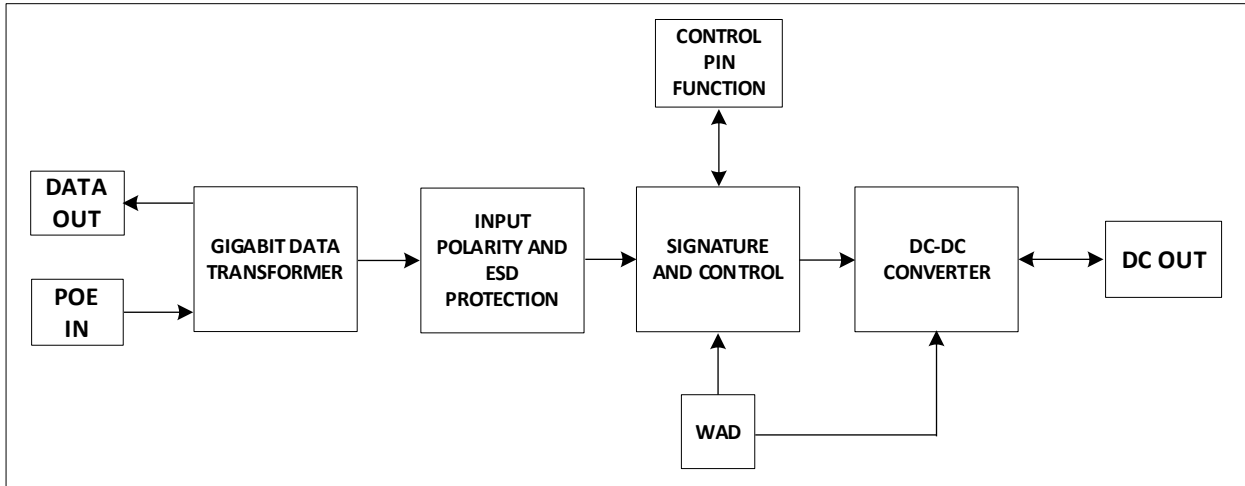 CONTROL
PIN
FUNCTION
DATA
OUT
POE
IN
GIGABIT DATA
TRANSFORMER
INPUT
POLARITY AND
ESD
PROTECTION
SIGNATURE
AND CONTROL
DC-DC
CONVERTER
DC OUT
WAD